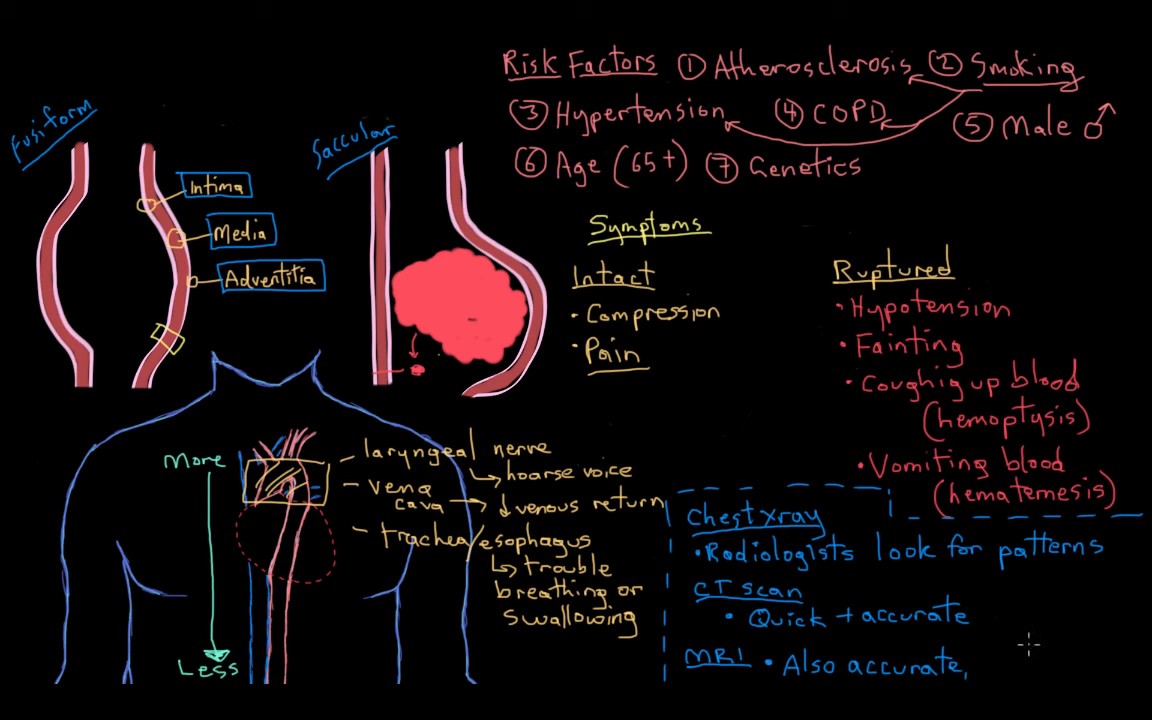 Risk Factors ① Atherosclerosis ② Smoking
③ Hypertension ④ COPD ⑤ Male ♂
⑥ Age (65+) ⑦ Genetics
Fusiform
Saccular
Intima
Media
Adventitia
Symptoms
Intact
• Compression
• Pain
Ruptured
• Hypotension
• Fainting
• Coughig up blood
(hemoptysis)
• Vomiting blood
(hematemesis)
More
Less
laryngeal nerve
↳ hoarse voice
vena
cava → ↓ venous return
trachea/esophagus
↳ trouble
breathing or
swallowing
Chest xray
• Radiologists look for patterns
CT scan
• Quick + accurate
MRI • Also accurate,